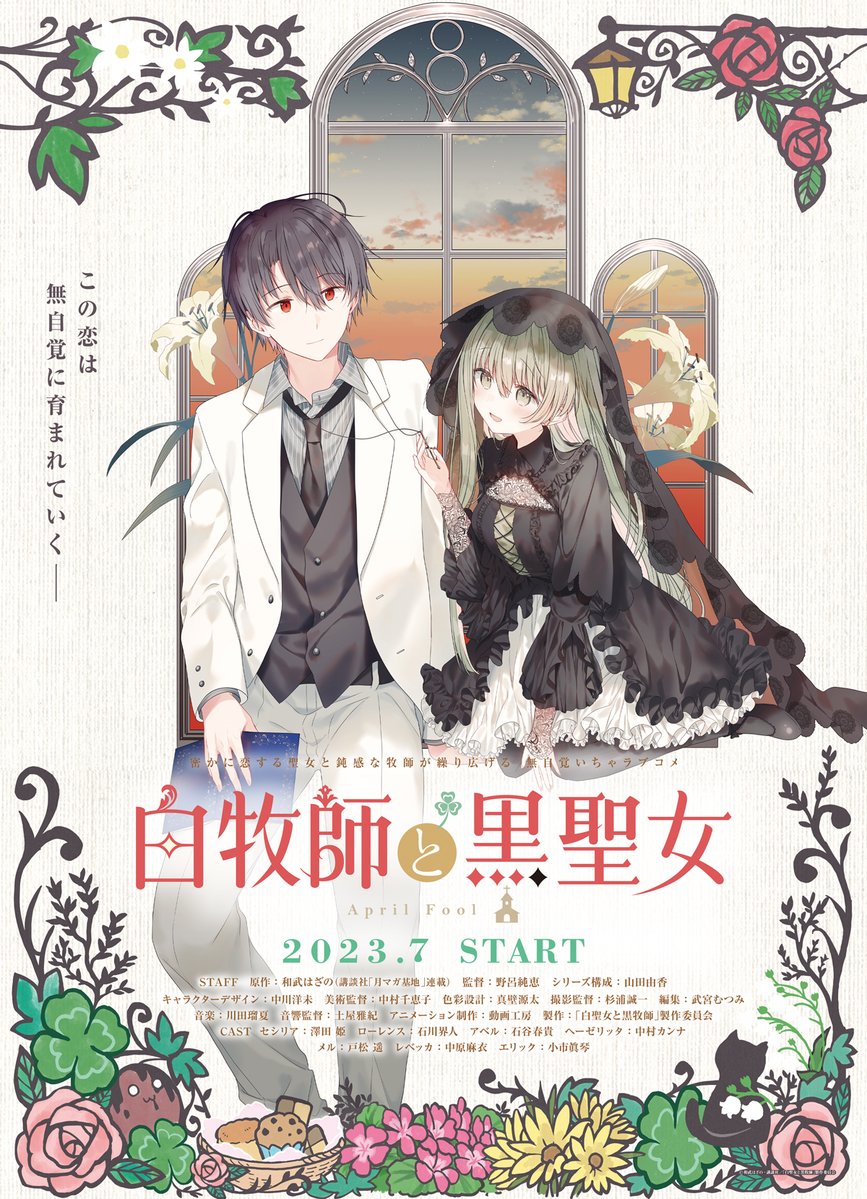 この恋は
無自覚に育まれていく──
密かに恋する聖女と鈍感な牧師が繰り広げる 無自覚いちゃラブコメ
白牧師と黒聖女
April Fool
2023.7 START
STAFF 原作：和武はざの（講談社「月マガ基地」連載） 監督：野呂純恵 シリーズ構成：山田由香
キャラクターデザイン：中川洋未 美術監督：中村千恵子 色彩設計：真壁源太 撮影監督：杉浦誠一 編集：武宮むつみ
音楽：川田瑠夏 音響監督：土屋雅紀 アニメーション制作：動画工房 製作：「白聖女と黒牧師」製作委員会
CAST セシリア：澤田 姫 ローレンス：石川界人 アベル：石谷春貴 ヘーゼリッタ：中村カンナ
メル：戸松 遥 レベッカ：中原麻衣 エリック：小市眞琴